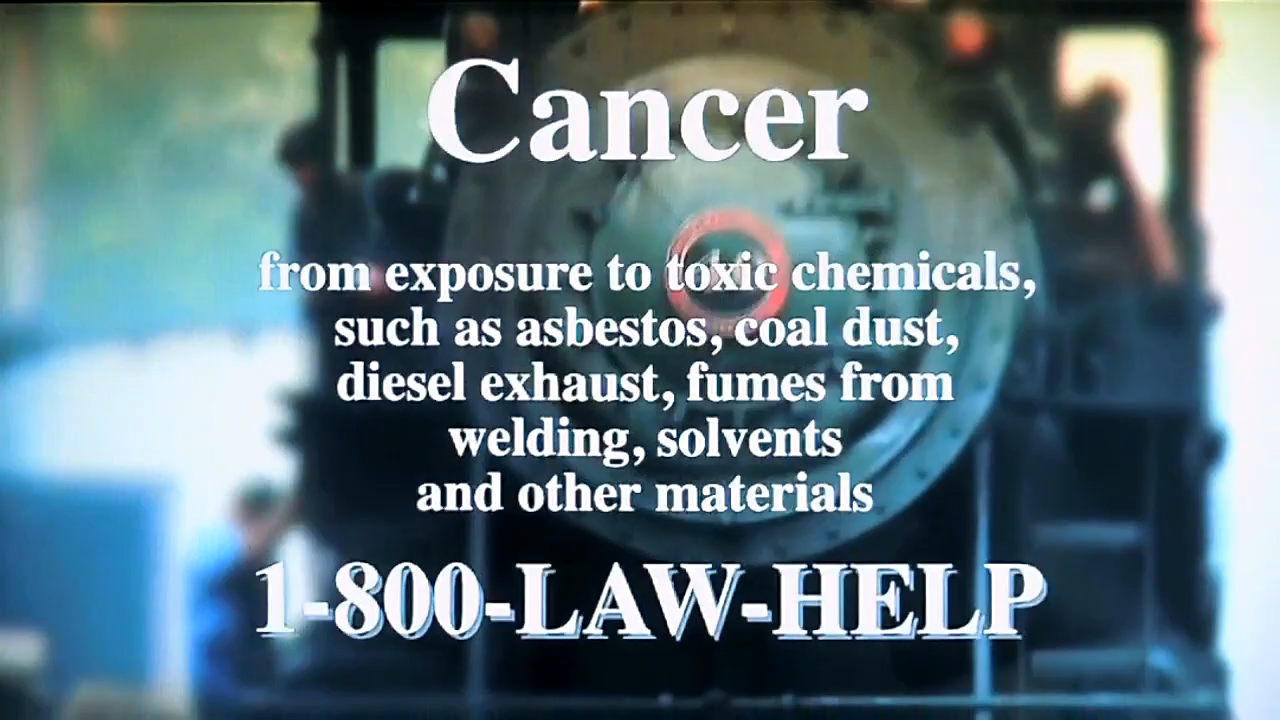 Cancer
from exposure to toxic chemicals,
such as asbestos, coal dust,
diesel exhaust, fumes from
welding, solvents
and other materials
1-800-LAW-HELP